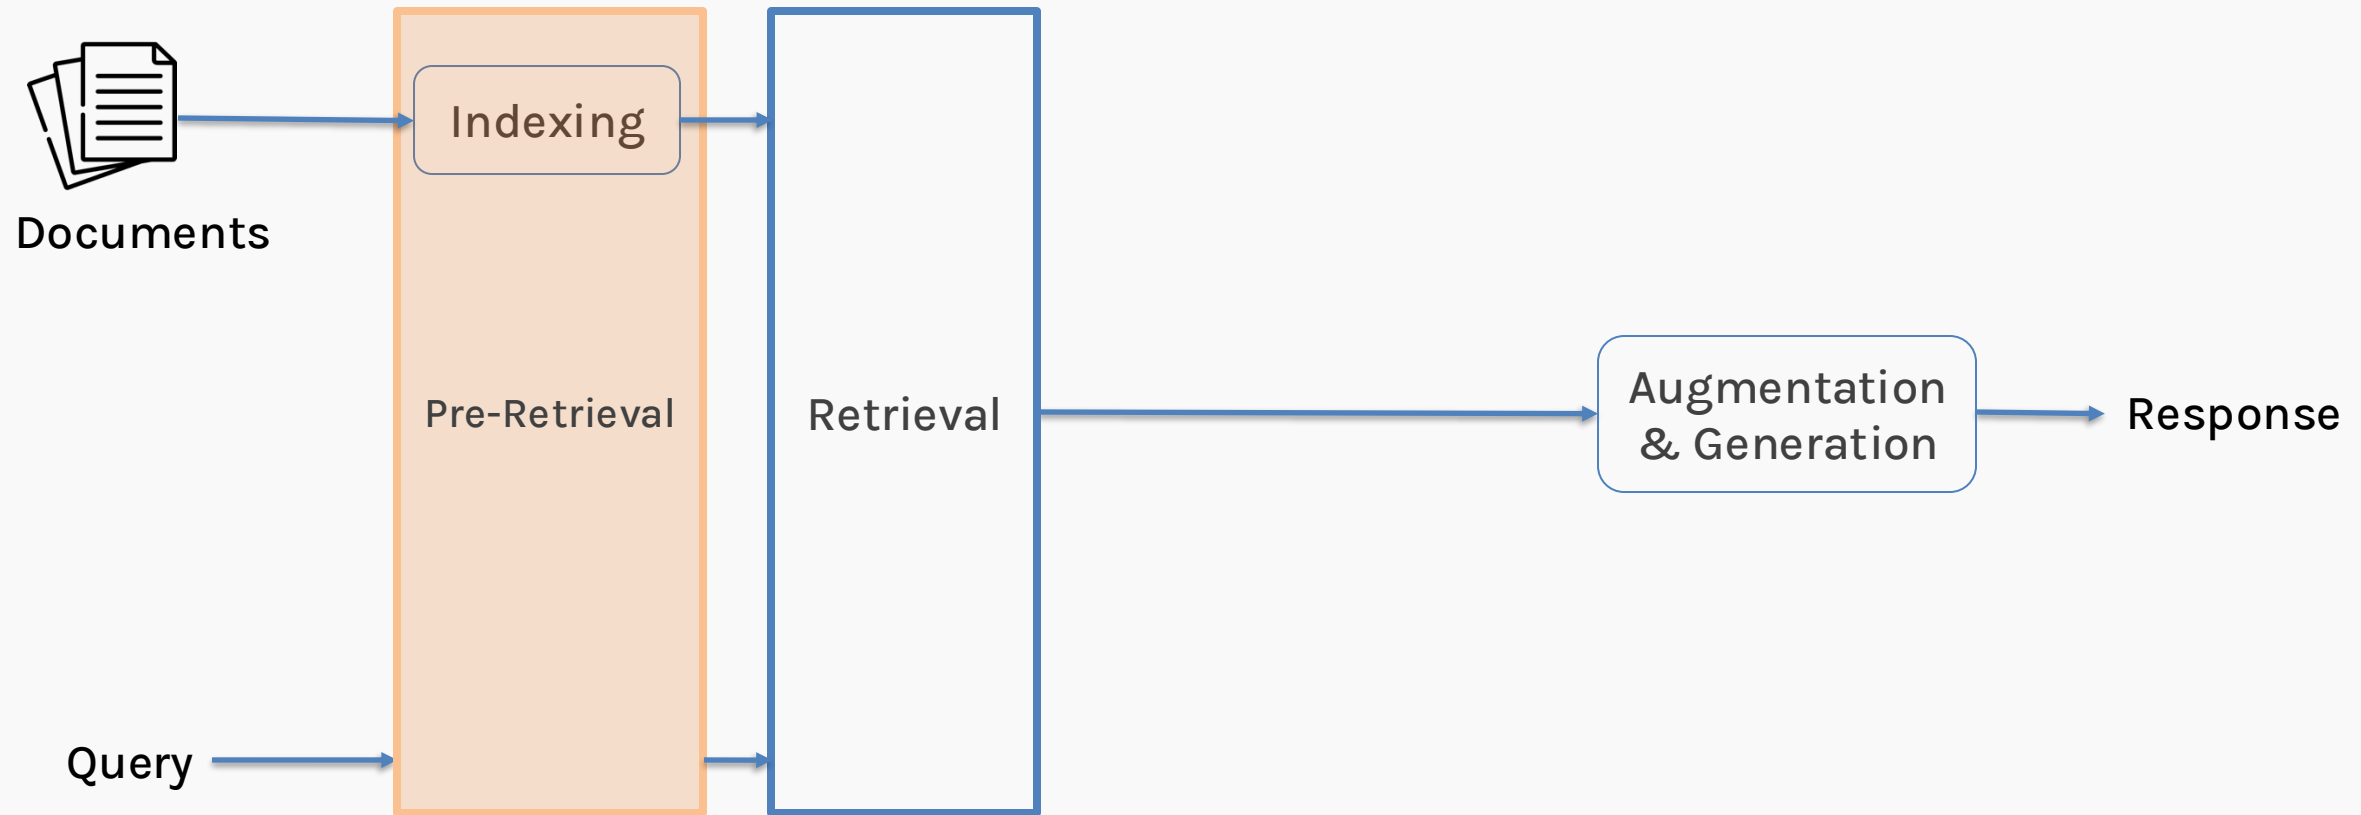 Documents
Indexing
Pre-Retrieval
Retrieval
Augmentation
& Generation
Response
Query